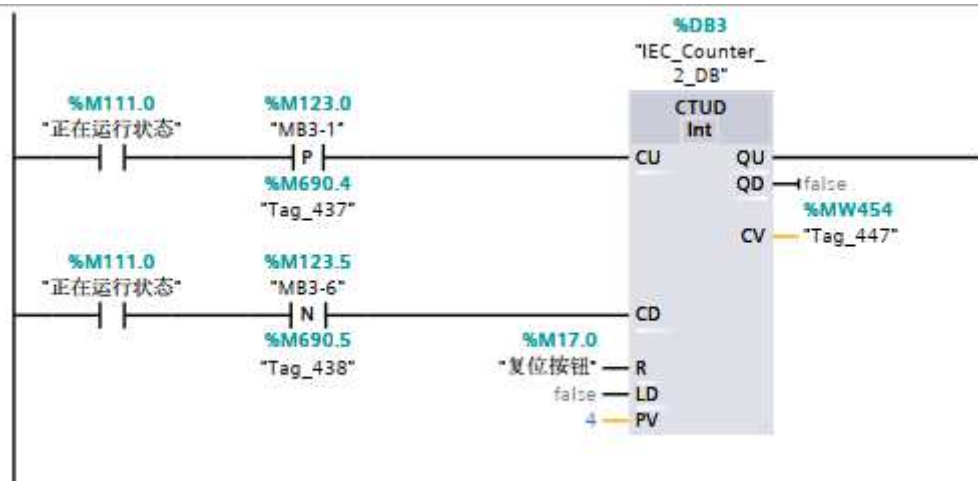 %DB3
"IEC_Counter_
2_DB"
CTUD
Int
%M111.0
"正在运行状态"
%M123.0
"MB3-1"
P
%M690.4
"Tag_437"
CU
QU
QD
false
%MW454
CV
"Tag_447"
%M111.0
"正在运行状态"
%M123.5
"MB3-6"
N
%M690.5
"Tag_438"
CD
%M17.0
"复位按钮"
R
false
LD
4
PV